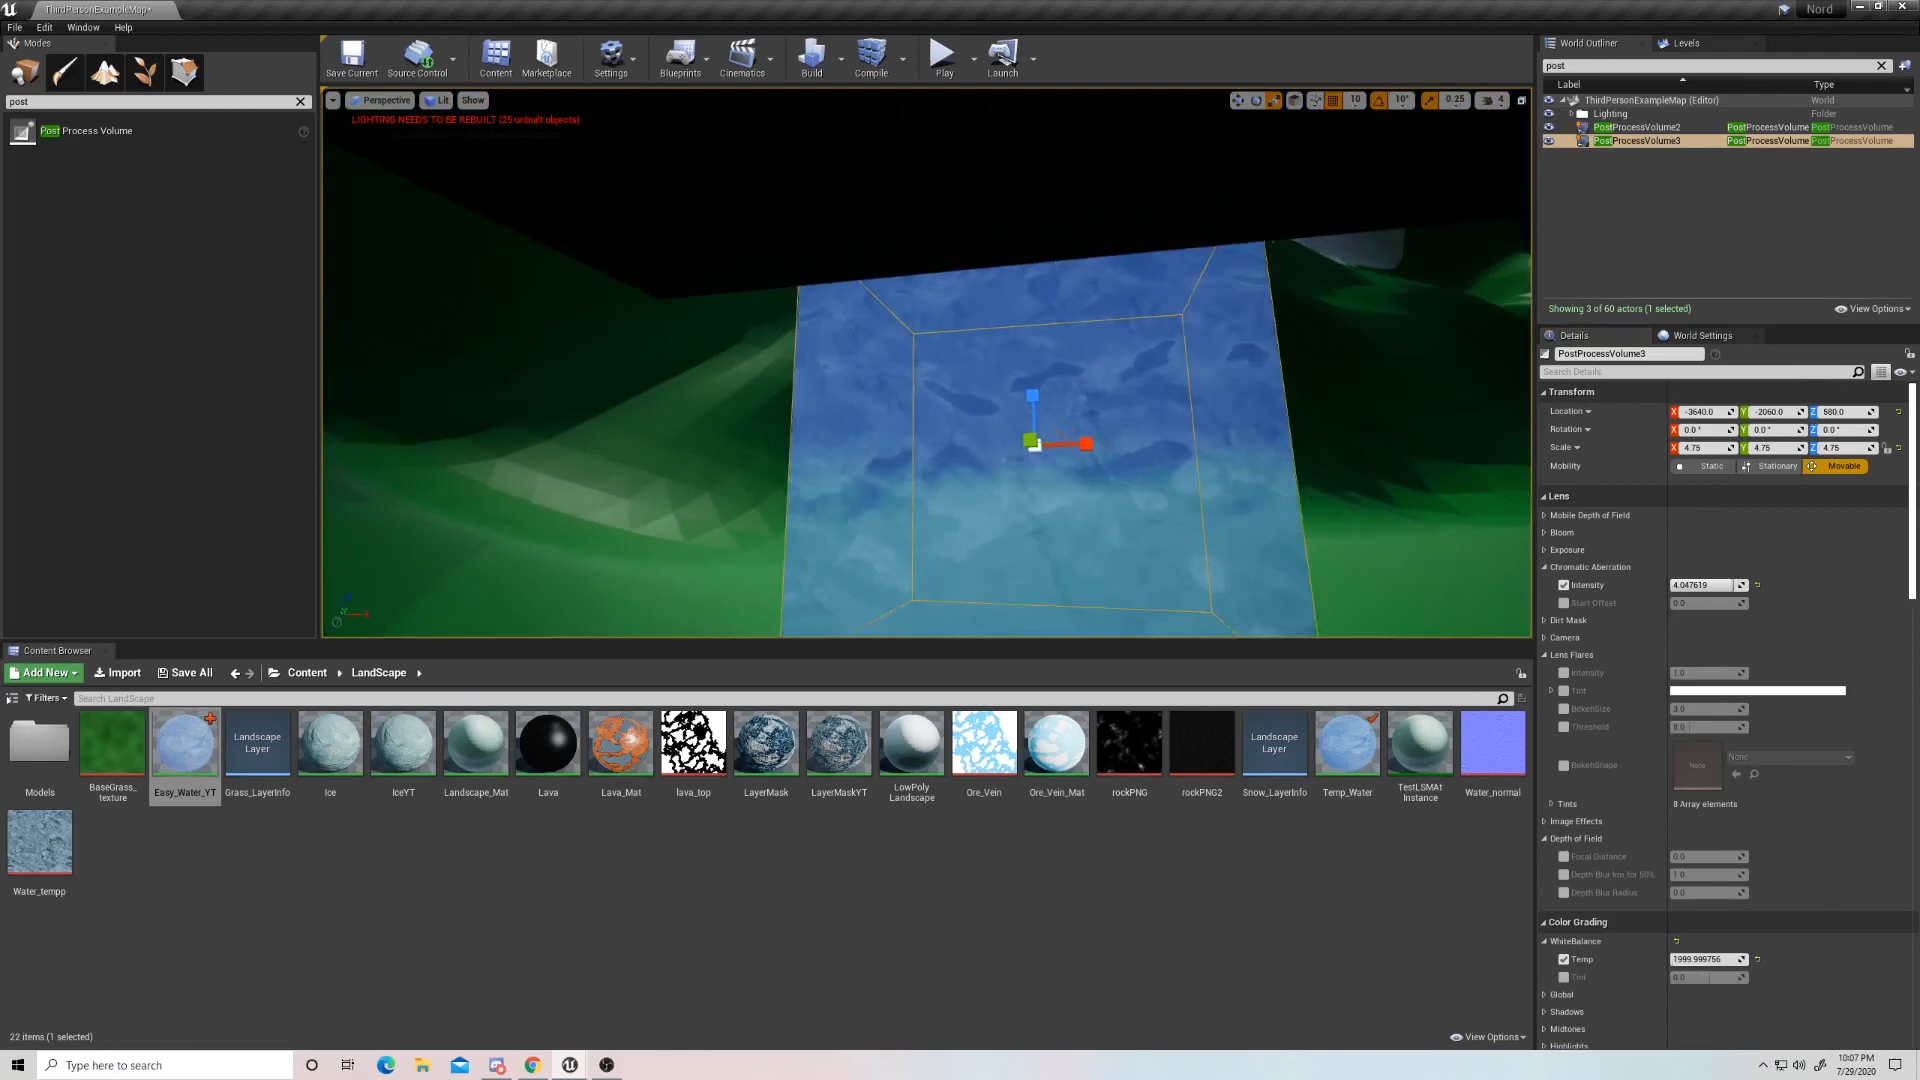 ThirdPersonExampleMap*
Nord
File Edit Window Help
Modes
post
Post Process Volume
Save Current
Source Control
Content
Marketplace
Settings
Blueprints
Cinematics
Build
Compile
Play
Launch
Perspective
Lit
Show
10
10°
0.25
4
LIGHTING NEEDS TO BE REBUILT (25 unbuilt objects)
World Outliner
Levels
post
Label
Type
ThirdPersonExampleMap (Editor) World
Lighting Folder
PostProcessVolume2 PostProcessVolume PostProcessVolume
PostProcessVolume3 PostProcessVolume PostProcessVolume
Showing 3 of 60 actors (1 selected)
View Options
Details
World Settings
PostProcessVolume3
Search Details
Transform
Location X -3640.0 Y -2060.0 Z 580.0
Rotation X 0.0 ° Y 0.0 ° Z 0.0 °
Scale X 4.75 Y 4.75 Z 4.75
Mobility Static Stationary Movable
Lens
Mobile Depth of Field
Bloom
Exposure
Chromatic Aberration
Intensity 4.047619
Start Offset 0.0
Dirt Mask
Camera
Lens Flares
Intensity 1.0
Tint
BokehSize 3.0
Threshold 8.0
BokehShape None None
Tints 8 Array elements
Image Effects
Depth of Field
Focal Distance 0.0
Depth Blur km for 50% 1.0
Depth Blur Radius 0.0
Color Grading
WhiteBalance
Temp 1999.999756
Tint 0.0
Global
Shadows
Midtones
Highlights
Content Browser
Add New
Import
Save All
Content
LandScape
Filters
Search LandScape
Landscape Layer
Landscape Layer
Models
BaseGrass_texture
Easy_Water_YT
Grass_LayerInfo
Ice
IceYT
Landscape_Mat
Lava
Lava_Mat
lava_top
LayerMask
LayerMaskYT
LowPoly Landscape
Ore_Vein
Ore_Vein_Mat
rockPNG
rockPNG2
Snow_LayerInfo
Temp_Water
TestLSMAt Instance
Water_normal
Water_tempp
22 items (1 selected)
View Options
Type here to search
10:07 PM
7/29/2020